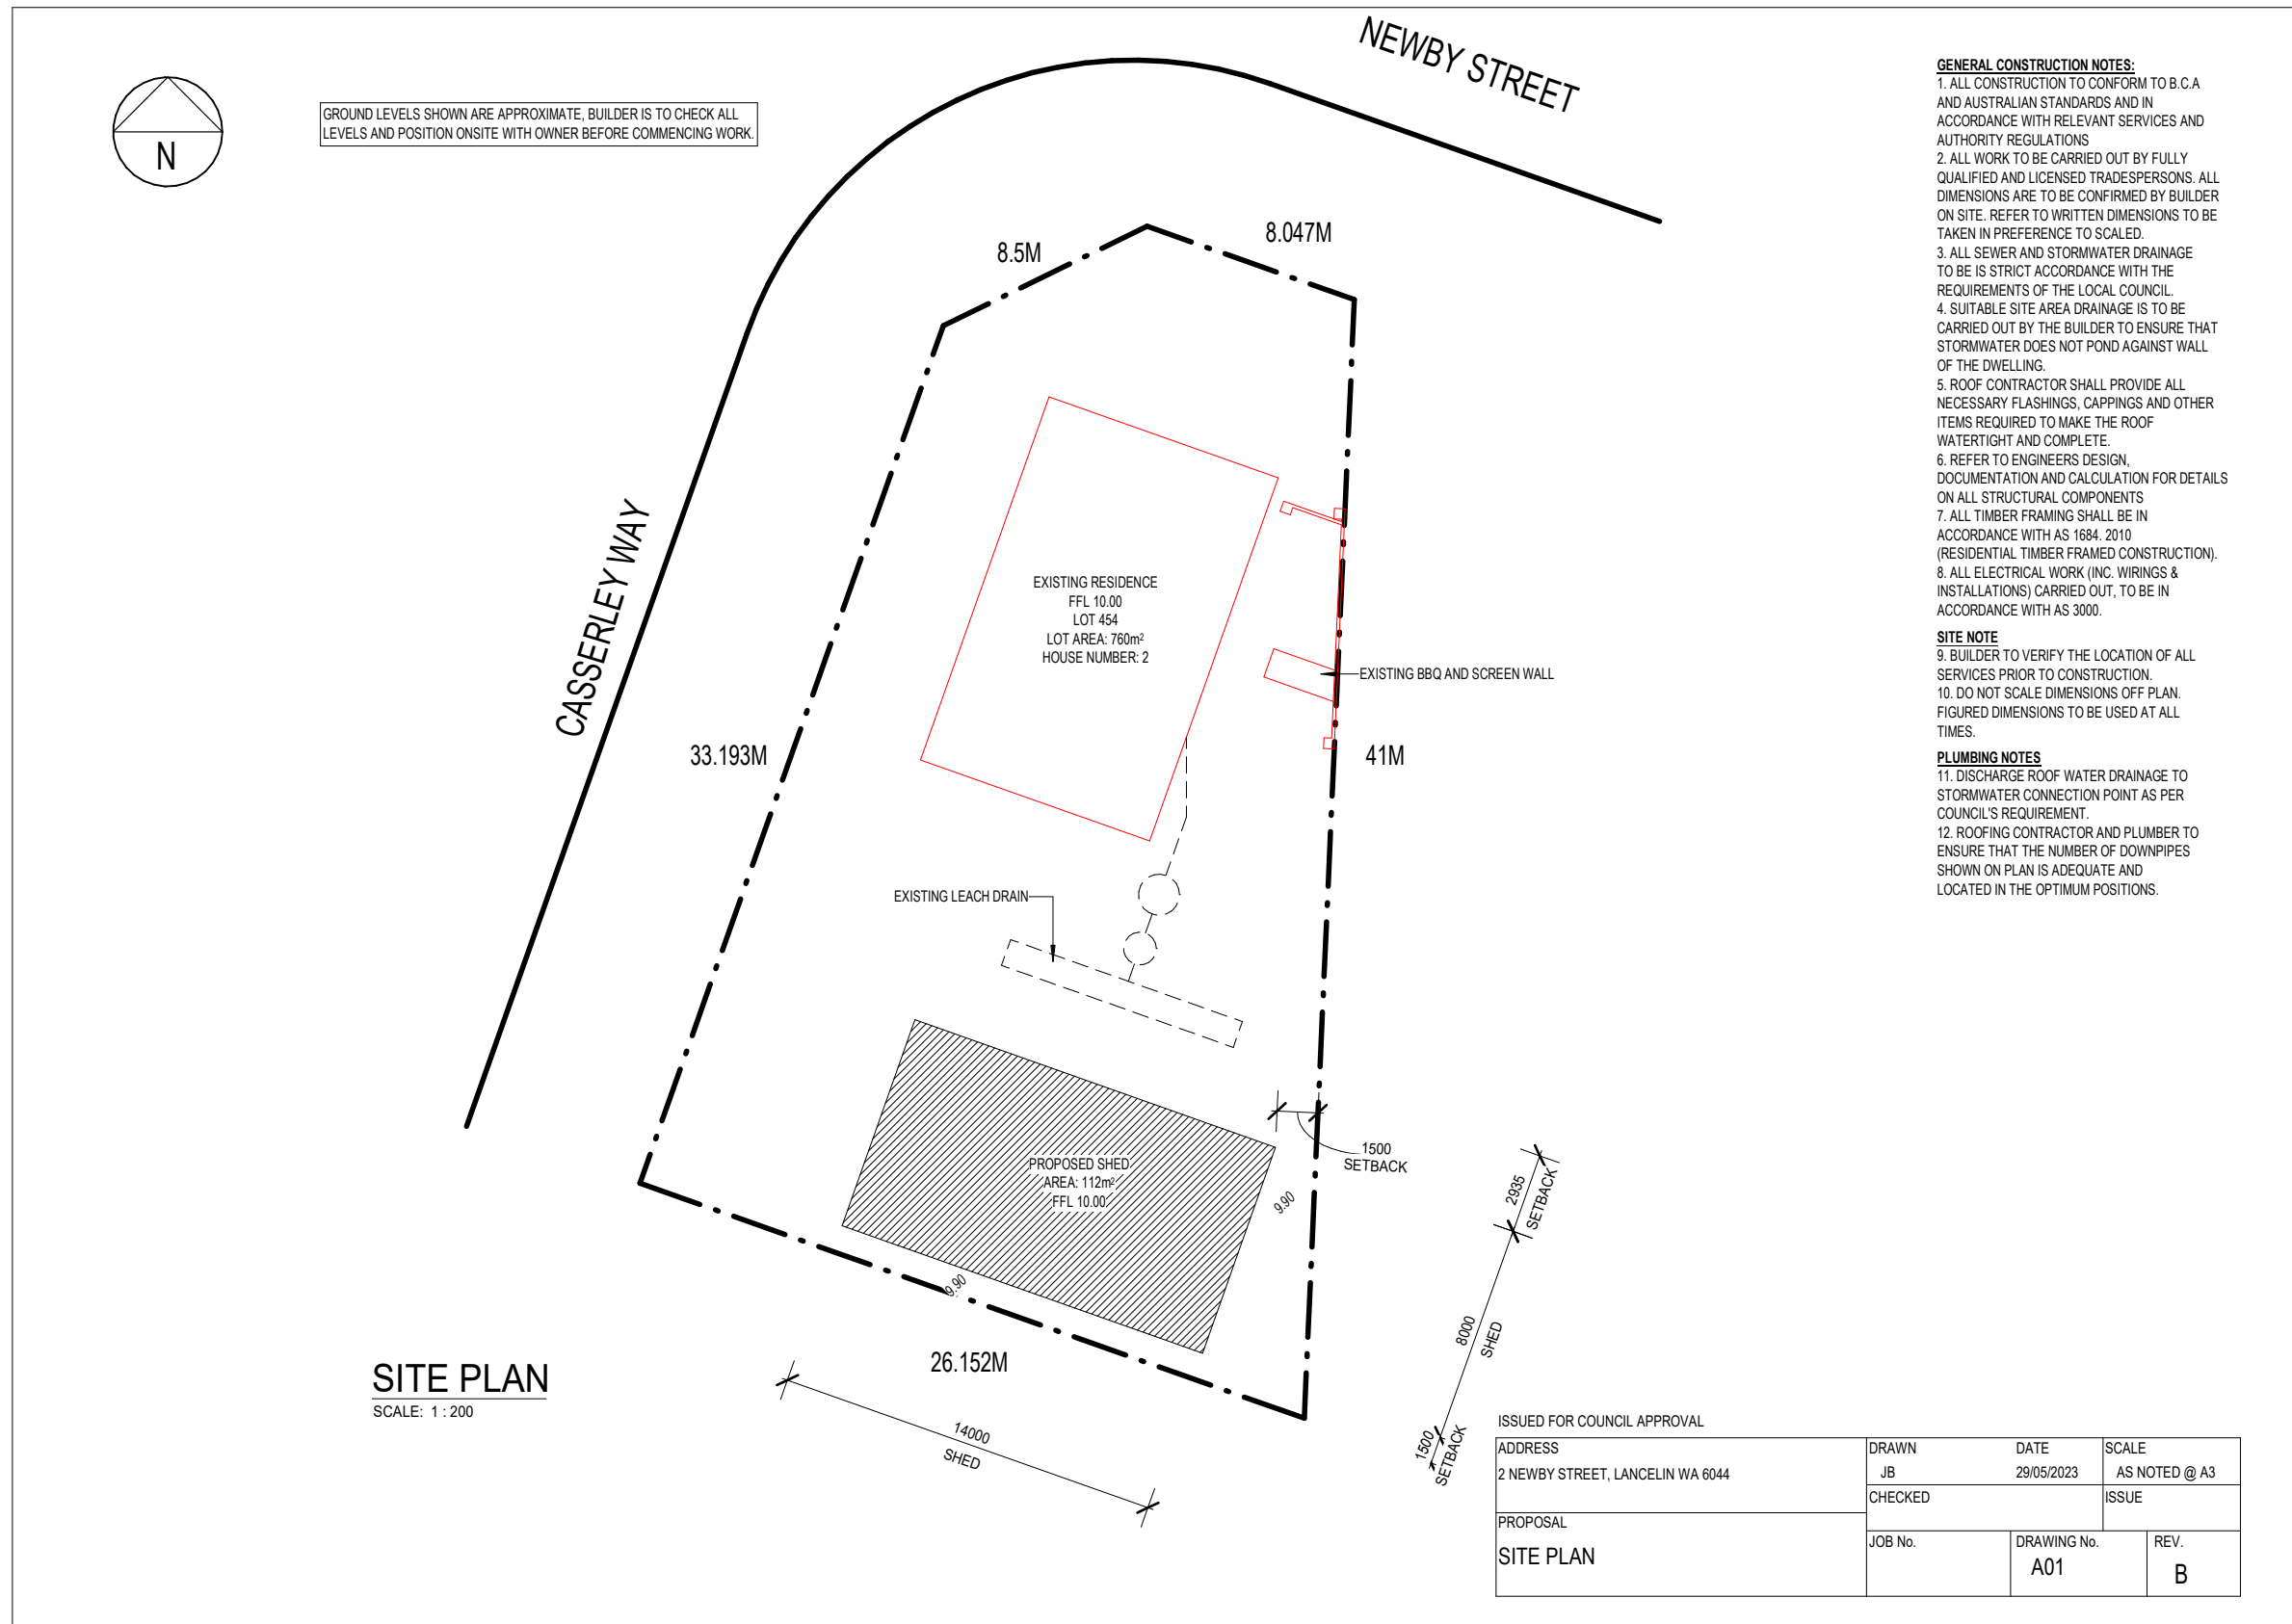 NEWBY STREET
N
GROUND LEVELS SHOWN ARE APPROXIMATE, BUILDER IS TO CHECK ALL
LEVELS AND POSITION ONSITE WITH OWNER BEFORE COMMENCING WORK.
8.5M
8.047M
CASSERLEY WAY
EXISTING RESIDENCE
FFL 10.00
LOT 454
LOT AREA: 760m²
HOUSE NUMBER: 2
EXISTING BBQ AND SCREEN WALL
33.193M
41M
EXISTING LEACH DRAIN
1500
SETBACK
PROPOSED SHED
AREA: 112m²
FFL 10.00
9.90
9.90
2935
SETBACK
8000
SHED
1500
SETBACK
26.152M
14000
SHED
SITE PLAN
SCALE: 1 : 200
GENERAL CONSTRUCTION NOTES:
1. ALL CONSTRUCTION TO CONFORM TO B.C.A
AND AUSTRALIAN STANDARDS AND IN
ACCORDANCE WITH RELEVANT SERVICES AND
AUTHORITY REGULATIONS
2. ALL WORK TO BE CARRIED OUT BY FULLY
QUALIFIED AND LICENSED TRADESPERSONS. ALL
DIMENSIONS ARE TO BE CONFIRMED BY BUILDER
ON SITE. REFER TO WRITTEN DIMENSIONS TO BE
TAKEN IN PREFERENCE TO SCALED.
3. ALL SEWER AND STORMWATER DRAINAGE
TO BE IS STRICT ACCORDANCE WITH THE
REQUIREMENTS OF THE LOCAL COUNCIL.
4. SUITABLE SITE AREA DRAINAGE IS TO BE
CARRIED OUT BY THE BUILDER TO ENSURE THAT
STORMWATER DOES NOT POND AGAINST WALL
OF THE DWELLING.
5. ROOF CONTRACTOR SHALL PROVIDE ALL
NECESSARY FLASHINGS, CAPPINGS AND OTHER
ITEMS REQUIRED TO MAKE THE ROOF
WATERTIGHT AND COMPLETE.
6. REFER TO ENGINEERS DESIGN,
DOCUMENTATION AND CALCULATION FOR DETAILS
ON ALL STRUCTURAL COMPONENTS
7. ALL TIMBER FRAMING SHALL BE IN
ACCORDANCE WITH AS 1684. 2010
(RESIDENTIAL TIMBER FRAMED CONSTRUCTION).
8. ALL ELECTRICAL WORK (INC. WIRINGS &
INSTALLATIONS) CARRIED OUT, TO BE IN
ACCORDANCE WITH AS 3000.
SITE NOTE
9. BUILDER TO VERIFY THE LOCATION OF ALL
SERVICES PRIOR TO CONSTRUCTION.
10. DO NOT SCALE DIMENSIONS OFF PLAN.
FIGURED DIMENSIONS TO BE USED AT ALL
TIMES.
PLUMBING NOTES
11. DISCHARGE ROOF WATER DRAINAGE TO
STORMWATER CONNECTION POINT AS PER
COUNCIL'S REQUIREMENT.
12. ROOFING CONTRACTOR AND PLUMBER TO
ENSURE THAT THE NUMBER OF DOWNPIPES
SHOWN ON PLAN IS ADEQUATE AND
LOCATED IN THE OPTIMUM POSITIONS.
ISSUED FOR COUNCIL APPROVAL
ADDRESS
2 NEWBY STREET, LANCELIN WA 6044
PROPOSAL
SITE PLAN
DRAWN
JB
DATE
29/05/2023
SCALE
AS NOTED @ A3
CHECKED
ISSUE
JOB No.
DRAWING No.
A01
REV.
B